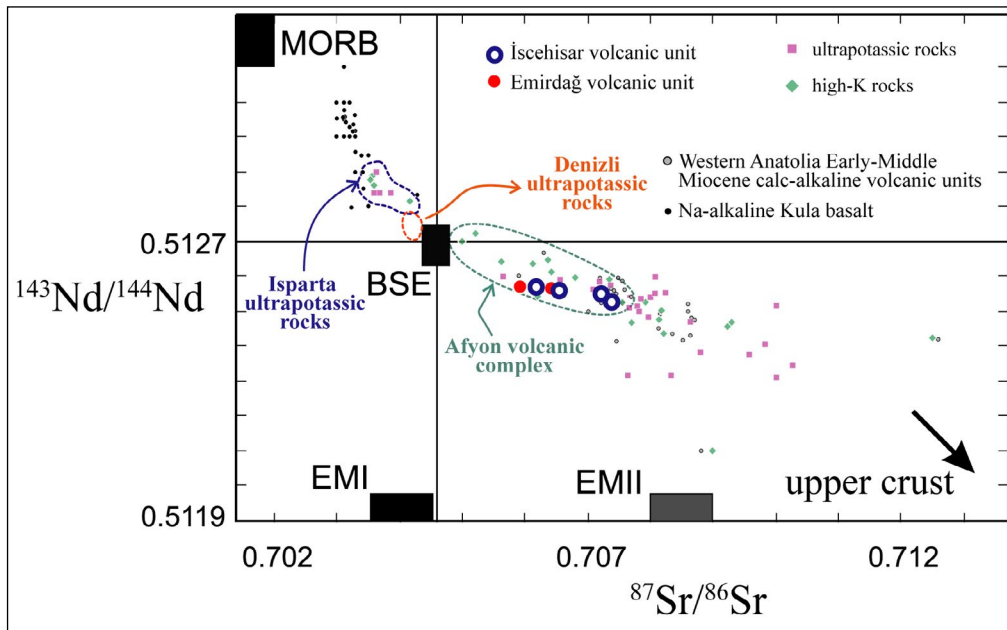 MORB
İscehisar volcanic unit
Emirdağ volcanic unit
ultrapotassic rocks
high-K rocks
Denizli
ultrapotassic
rocks
Western Anatolia Early-Middle
Miocene calc-alkaline volcanic units
Na-alkaline Kula basalt
0.5127
BSE
¹⁴³Nd/¹⁴⁴Nd
Isparta
ultrapotassic
rocks
Afyon volcanic
complex
EMI
EMII
upper crust
0.5119
0.702
0.707
0.712
⁸⁷Sr/⁸⁶Sr